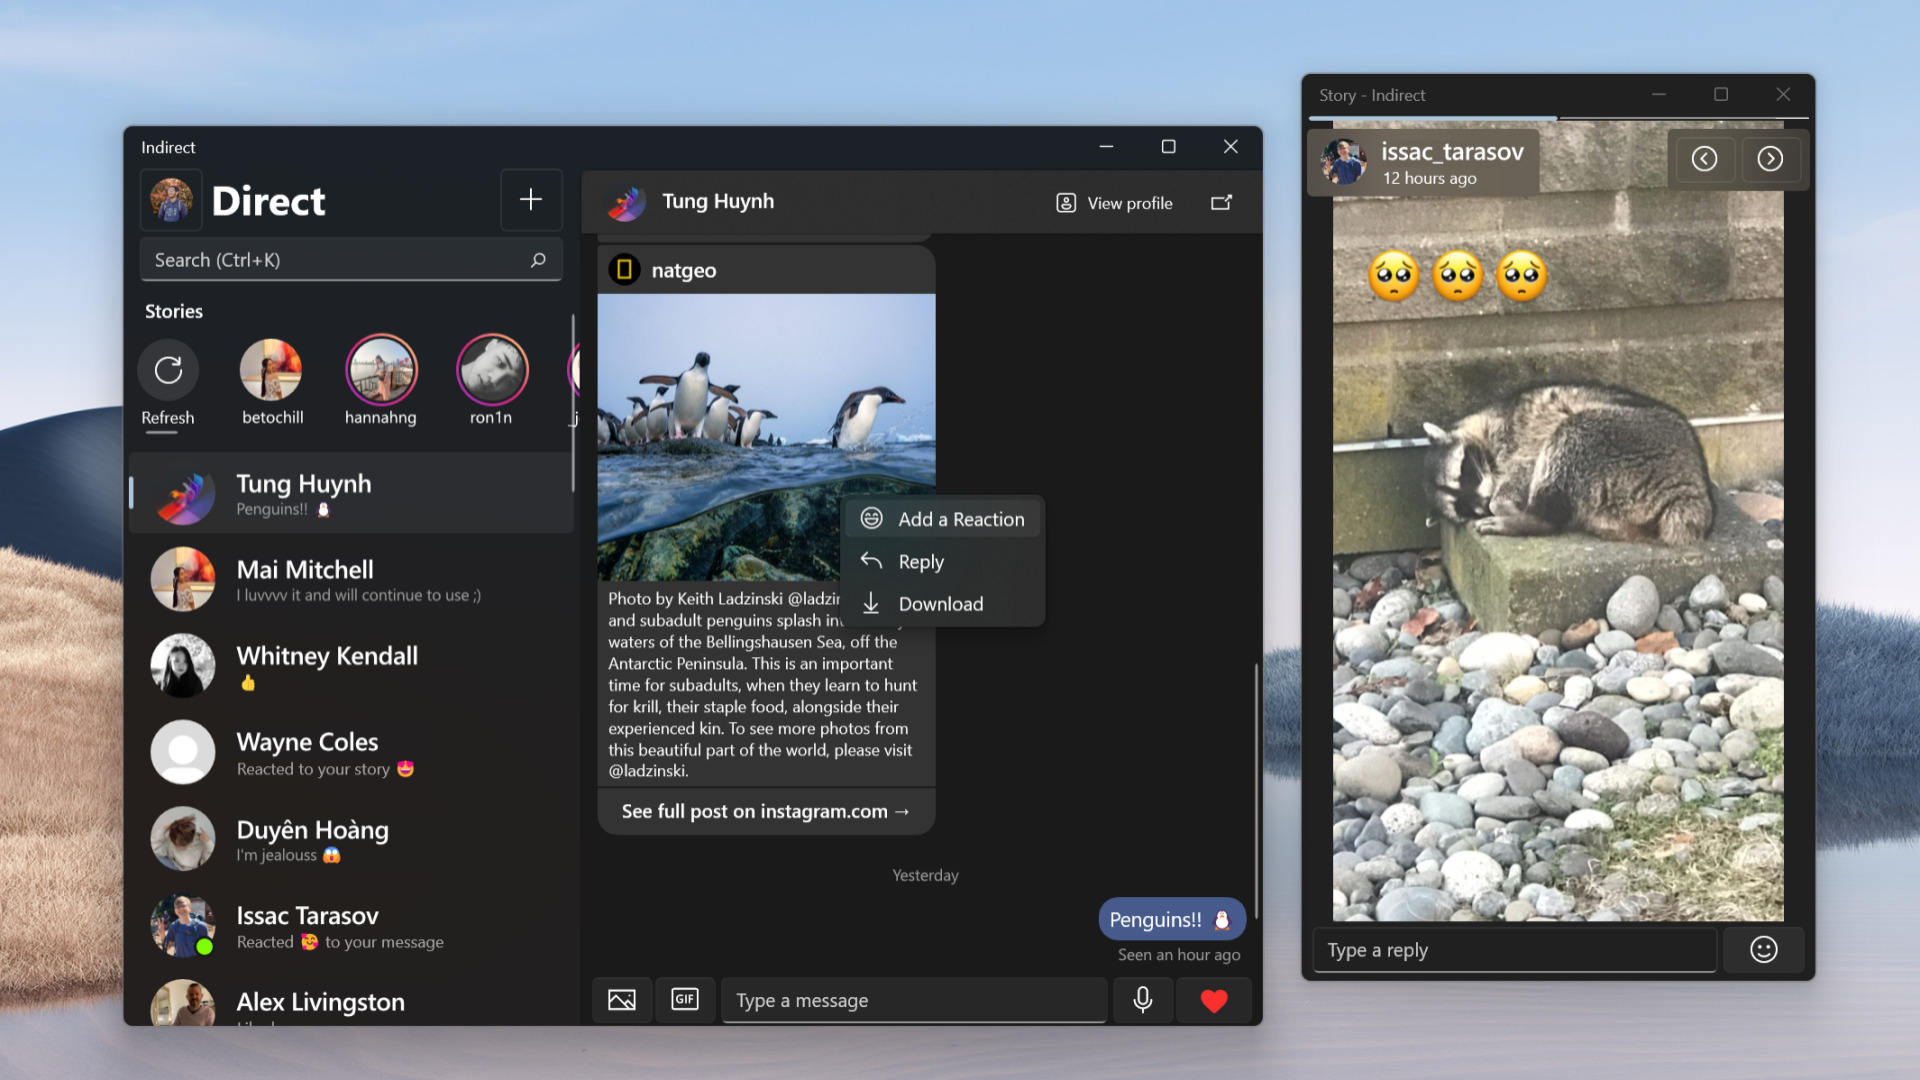 Indirect
Direct
Search (Ctrl+K)
Stories
Refresh
betochill
hannahng
ron1n
j
Tung Huynh
Penguins!! 🐧
Mai Mitchell
I luvvvv it and will continue to use ;)
Whitney Kendall
👍
Wayne Coles
Reacted to your story 😍
Duyên Hoàng
I'm jealouss 😱
Issac Tarasov
Reacted 🥰 to your message
Alex Livingston
Tung Huynh
View profile
natgeo
Photo by Keith Ladzinski @ladzin
and subadult penguins splash int
waters of the Bellingshausen Sea, off the
Antarctic Peninsula. This is an important
time for subadults, when they learn to hunt
for krill, their staple food, alongside their
experienced kin. To see more photos from
this beautiful part of the world, please visit
@ladzinski.
See full post on instagram.com →
Add a Reaction
Reply
Download
Yesterday
Penguins!! 🐧
Seen an hour ago
GIF
Type a message
Story - Indirect
issac_tarasov
12 hours ago
🥺 🥺 🥺
Type a reply